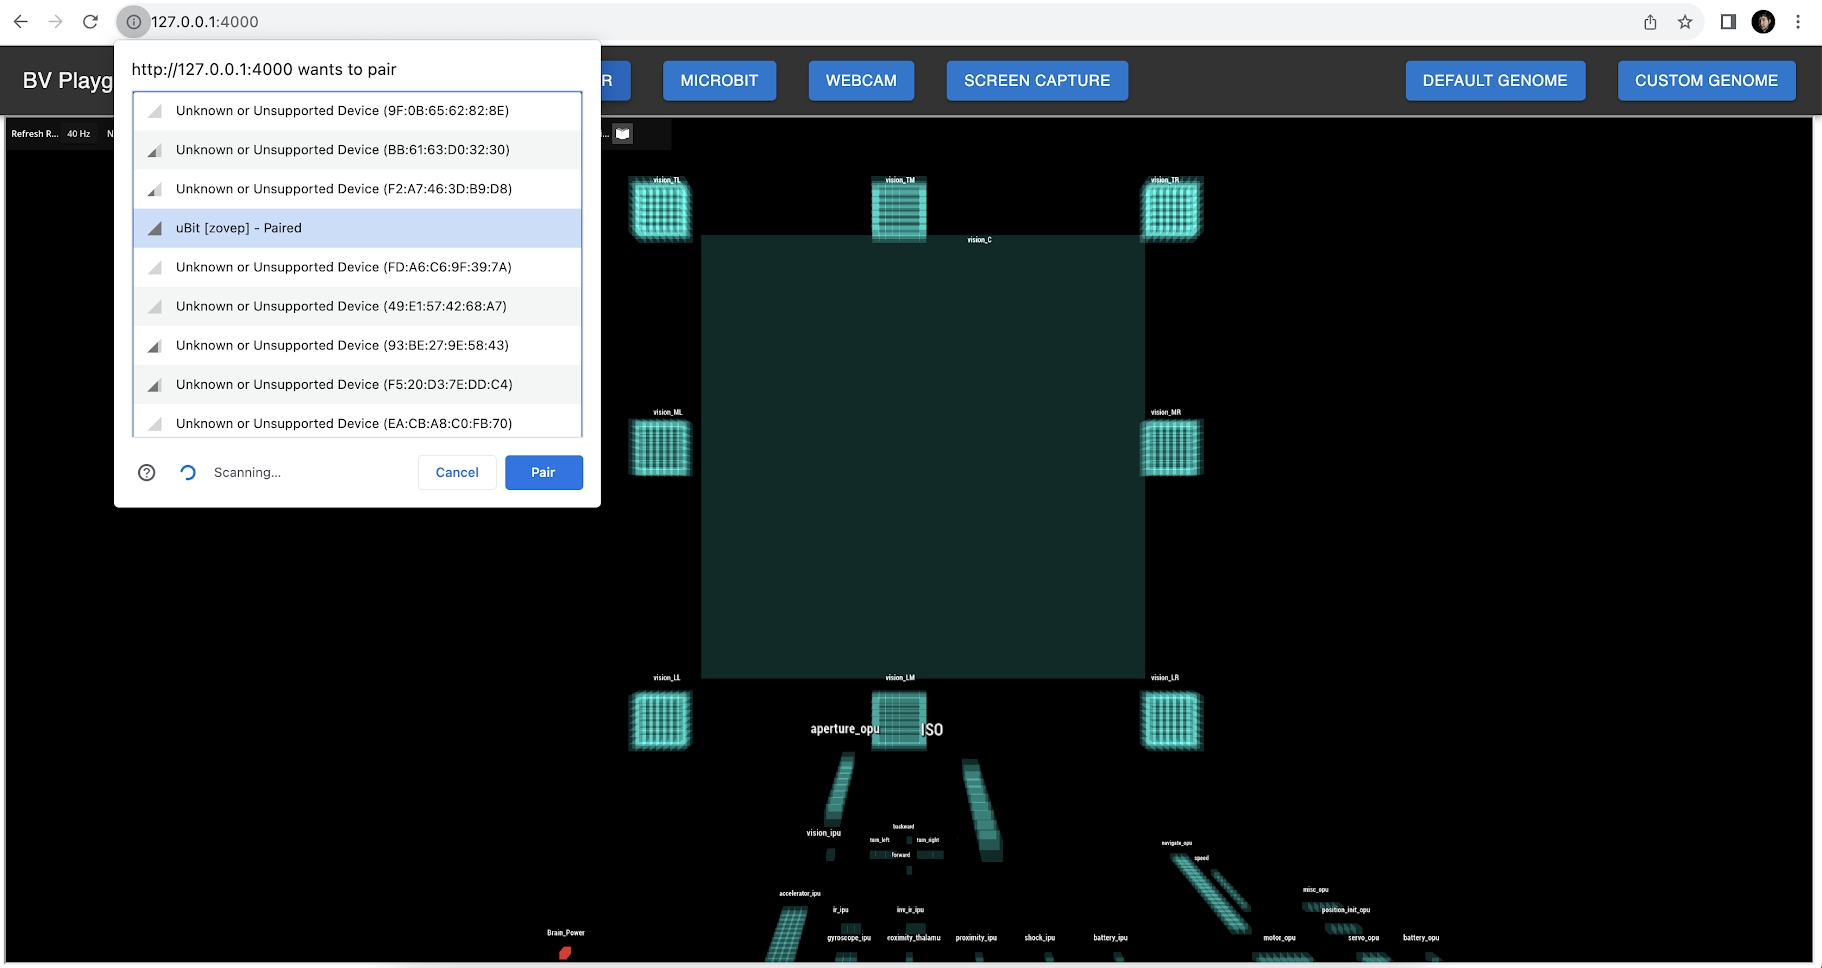 127.0.0.1:4000
http://127.0.0.1:4000 wants to pair
BV Playg
R
MICROBIT
WEBCAM
SCREEN CAPTURE
DEFAULT GENOME
CUSTOM GENOME
Refresh R... 40 Hz N
Unknown or Unsupported Device (9F:0B:65:62:82:8E)
Unknown or Unsupported Device (BB:61:63:D0:32:30)
Unknown or Unsupported Device (F2:A7:46:3D:B9:D8)
uBit [zovep] - Paired
Unknown or Unsupported Device (FD:A6:C6:9F:39:7A)
Unknown or Unsupported Device (49:E1:57:42:68:A7)
Unknown or Unsupported Device (93:BE:27:9E:58:43)
Unknown or Unsupported Device (F5:20:D3:7E:DD:C4)
Unknown or Unsupported Device (EA:CB:A8:C0:FB:70)
Scanning...
Cancel
Pair
vision_TL
vision_TM
vision_TR
vision_C
vision_ML
vision_MR
vision_LL
vision_LM
vision_LR
aperture_opu
ISO
vision_ipu
backward
turn_left
turn_right
forward
navigate_opu
speed
accelerator_ipu
misc_opu
ir_ipu
inv_ir_ipu
position_init_opu
Brain_Power
gyroscope_ipu
roximity_thalamu
proximity_ipu
shock_ipu
battery_ipu
motor_opu
servo_opu
battery_opu